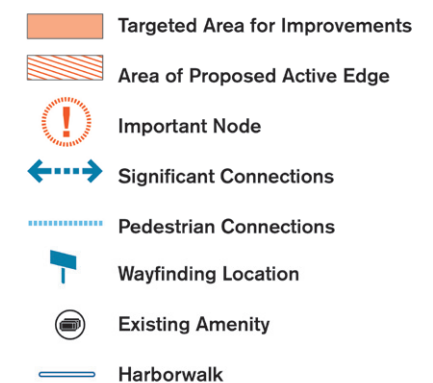 Targeted Area for Improvements
Area of Proposed Active Edge
!
Important Node
Significant Connections
Pedestrian Connections
Wayfinding Location
Existing Amenity
Harborwalk